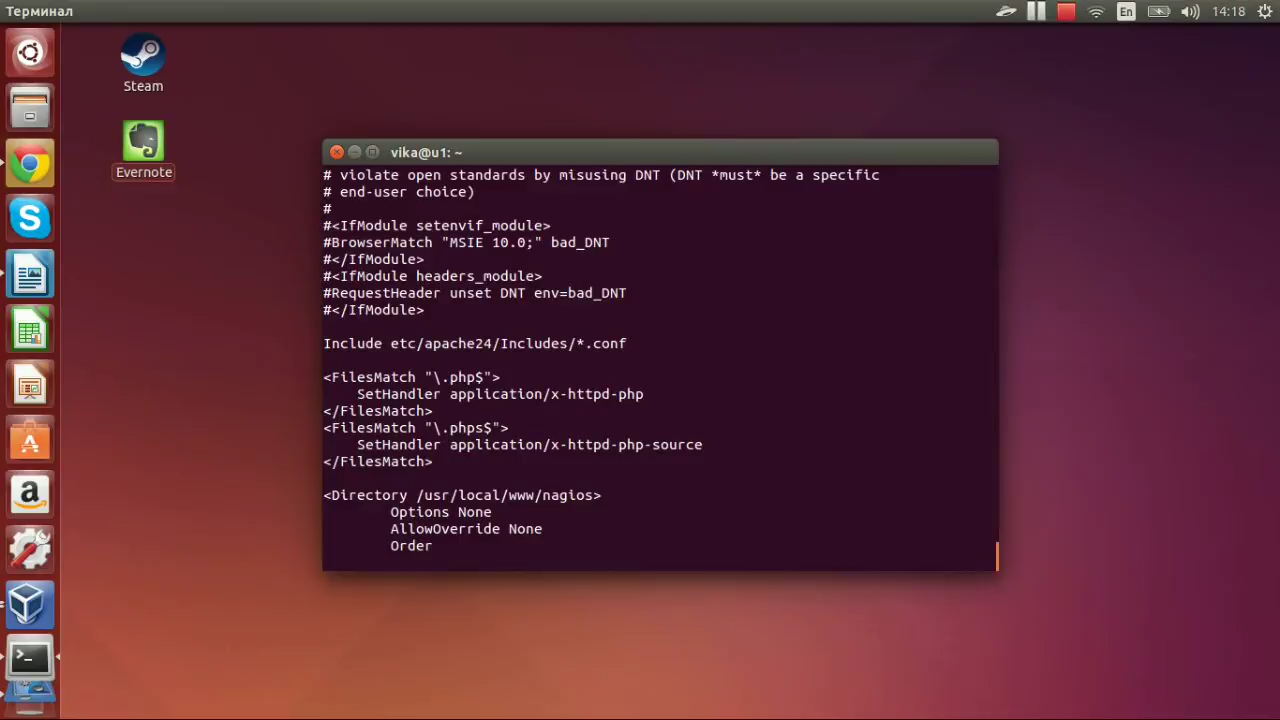 Терминал
En
14:18
Steam
Evernote
vika@u1: ~
# violate open standards by misusing DNT (DNT *must* be a specific
# end-user choice)
#
#<IfModule setenvif_module>
#BrowserMatch "MSIE 10.0;" bad_DNT
#</IfModule>
#<IfModule headers_module>
#RequestHeader unset DNT env=bad_DNT
#</IfModule>
Include etc/apache24/Includes/*.conf
<FilesMatch "\.php$">
    SetHandler application/x-httpd-php
</FilesMatch>
<FilesMatch "\.phps$">
    SetHandler application/x-httpd-php-source
</FilesMatch>
<Directory /usr/local/www/nagios>
        Options None
        AllowOverride None
        Order